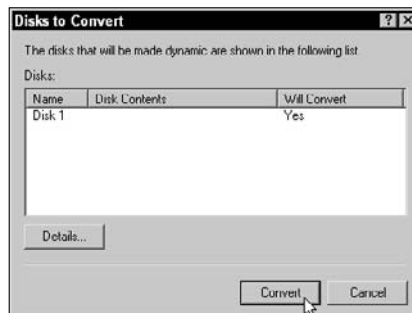 Disks to Convert
The disks that will be made dynamic are shown in the following list.
Disks:
Name Disk Contents Will Convert
Disk 1 Yes
Details...
Convert Cancel